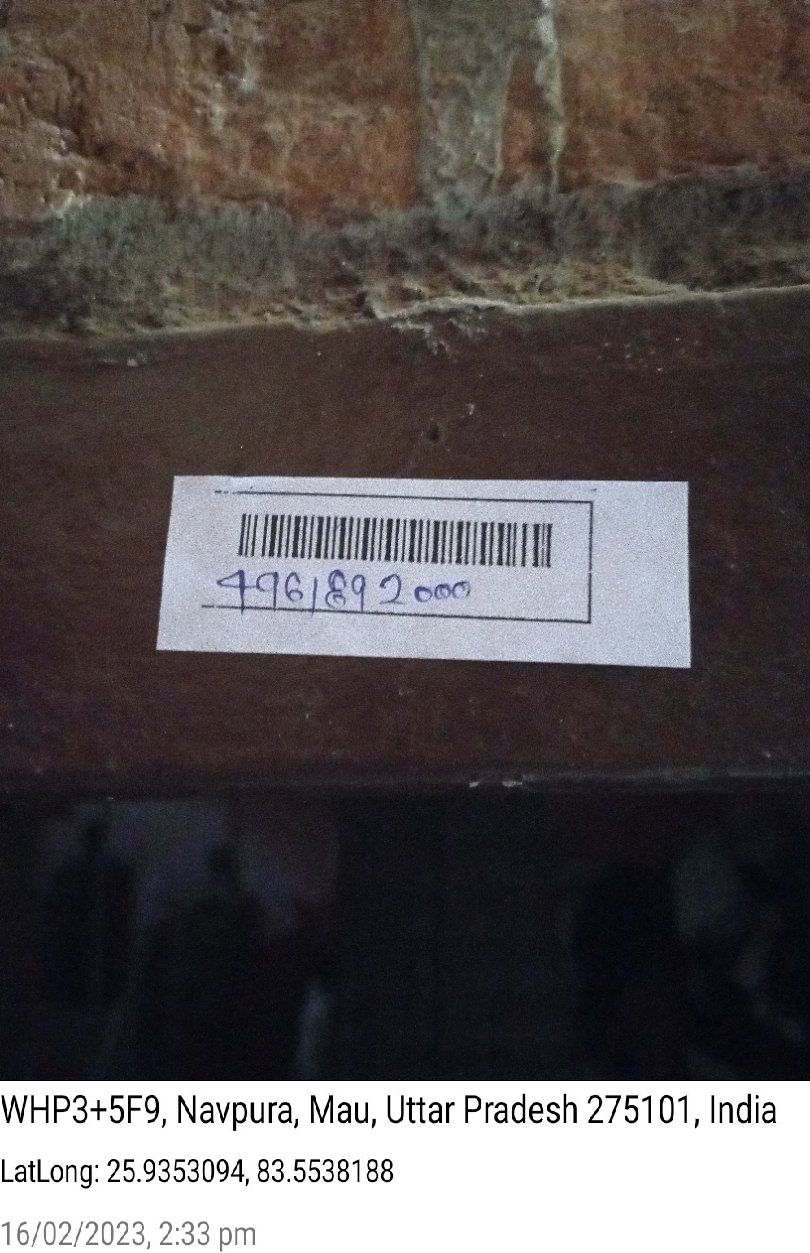 4961892000
WHP3+5F9, Navpura, Mau, Uttar Pradesh 275101, India
LatLong: 25.9353094, 83.5538188
16/02/2023, 2:33 pm